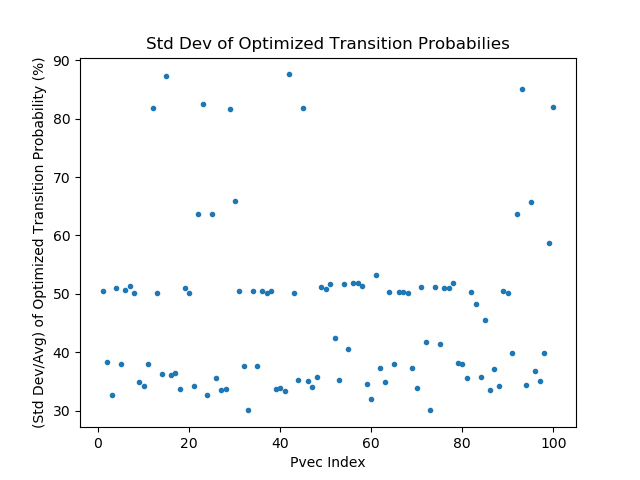 Std Dev of Optimized Transition Probabilies
(Std Dev/Avg) of Optimized Transition Probability (%)
90
80
70
60
50
40
30
0 20 40 60 80 100
Pvec Index